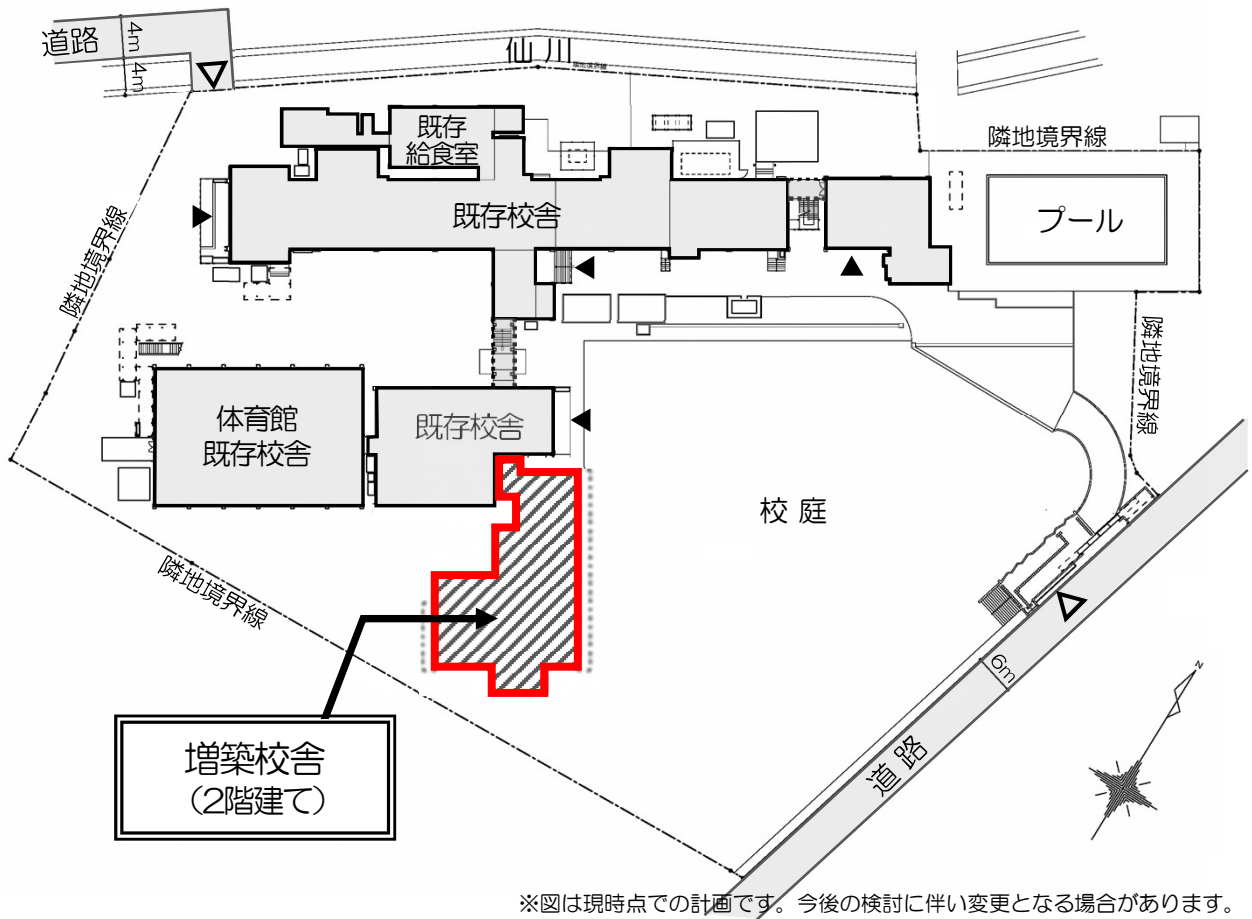 道路
4m
4m
仙川
既存
給食室
隣地境界線
既存校舎
プール
隣地境界線
隣地境界線
体育館
既存校舎
既存校舎
校庭
隣地境界線
6m
道路
N
増築校舎
(2階建て)
※図は現時点での計画です。今後の検討に伴い変更となる場合があります。